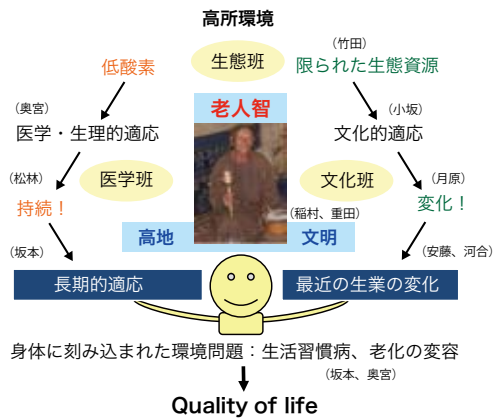 高所環境
生態班
(竹田)
低酸素
限られた生態資源
(奥宮)
老人智
(小坂)
医学・生理的適応
文化的適応
(松林)
医学班
文化班
(月原)
持続！
変化！
(稲村、重田)
高地
文明
(坂本)
(安藤、河合)
長期的適応
最近の生業の変化
身体に刻み込まれた環境問題：生活習慣病、老化の変容
(坂本、奥宮)
Quality of life